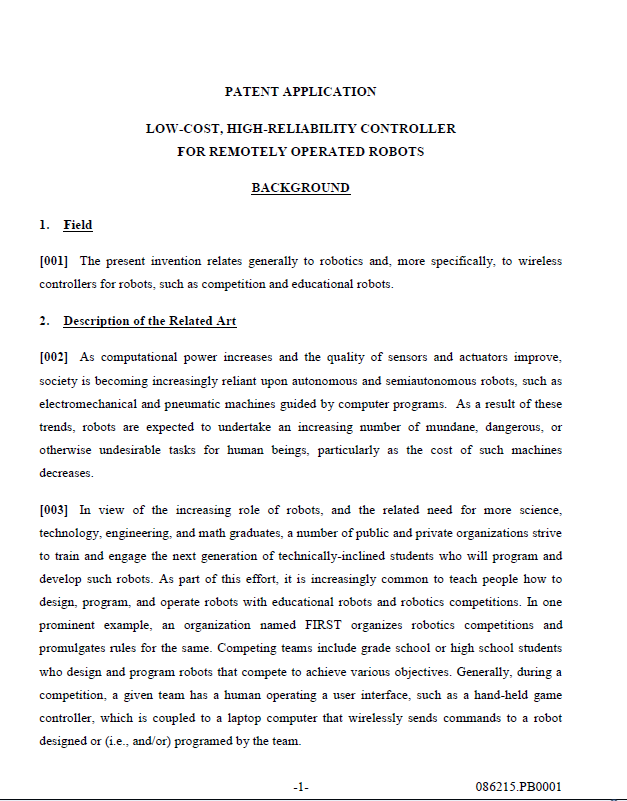 PATENT APPLICATION
LOW-COST, HIGH-RELIABILITY CONTROLLER
FOR REMOTELY OPERATED ROBOTS
BACKGROUND
1. Field
[001] The present invention relates generally to robotics and, more specifically, to wireless
controllers for robots, such as competition and educational robots.
2. Description of the Related Art
[002] As computational power increases and the quality of sensors and actuators improve,
society is becoming increasingly reliant upon autonomous and semiautonomous robots, such as
electromechanical and pneumatic machines guided by computer programs. As a result of these
trends, robots are expected to undertake an increasing number of mundane, dangerous, or
otherwise undesirable tasks for human beings, particularly as the cost of such machines
decreases.
[003] In view of the increasing role of robots, and the related need for more science,
technology, engineering, and math graduates, a number of public and private organizations strive
to train and engage the next generation of technically-inclined students who will program and
develop such robots. As part of this effort, it is increasingly common to teach people how to
design, program, and operate robots with educational robots and robotics competitions. In one
prominent example, an organization named FIRST organizes robotics competitions and
promulgates rules for the same. Competing teams include grade school or high school students
who design and program robots that compete to achieve various objectives. Generally, during a
competition, a given team has a human operating a user interface, such as a hand-held game
controller, which is coupled to a laptop computer that wirelessly sends commands to a robot
designed or (i.e., and/or) programed by the team.
-1-
086215.PB0001